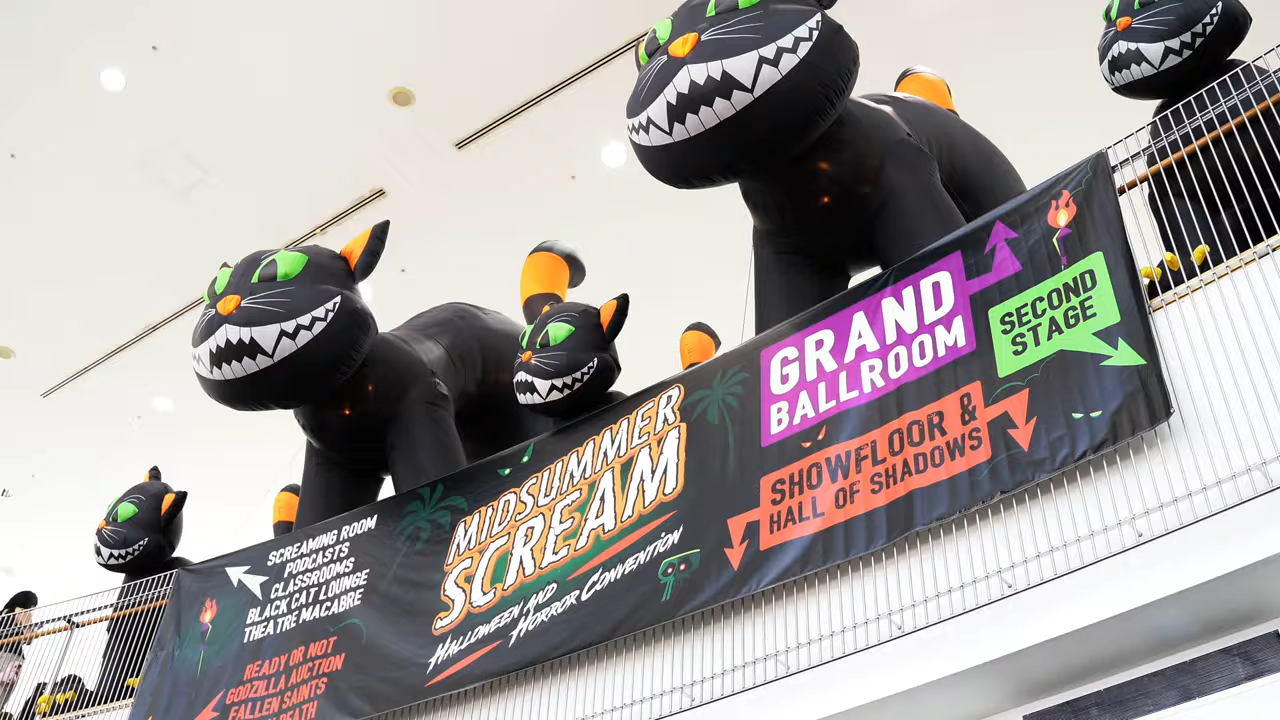 SCREAMING ROOM
PODCASTS
CLASSROOMS
BLACK CAT LOUNGE
THEATRE MACABRE
READY OR NOT
GODZILLA AUCTION
FALLEN SAINTS
DEATH
MIDSUMMER
SCREAM
HALLOWEEN AND
HORROR CONVENTION
GRAND
BALLROOM
SECOND
STAGE
SHOWFLOOR &
HALL OF SHADOWS